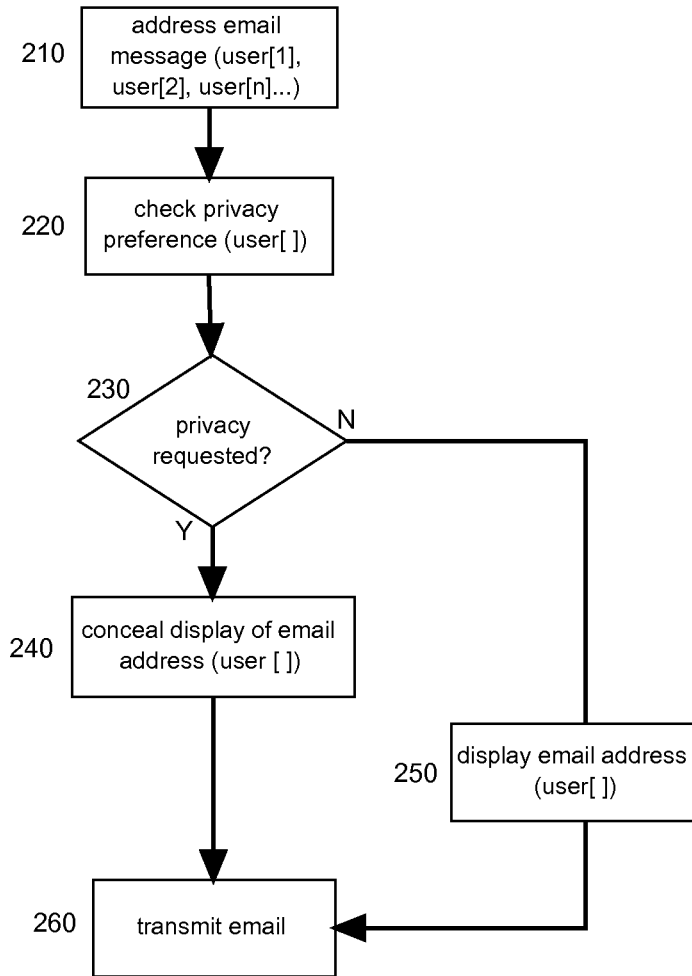 210
address email
message (user[1],
user[2], user[n]...)
220
check privacy
preference (user[ ])
230
privacy
requested?
N
Y
240
conceal display of email
address (user [ ])
250
display email address
(user[ ])
260
transmit email